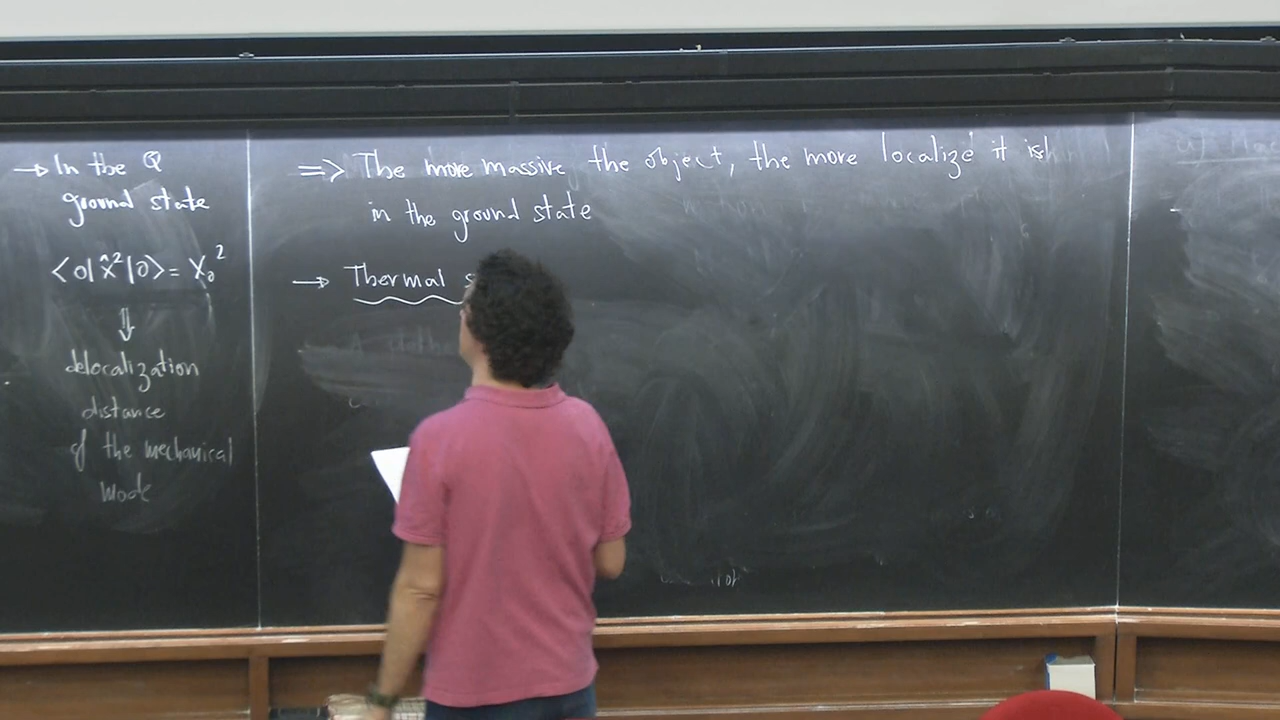 → In the Q
ground state
⟨0|x̂²|0⟩ = X₀²
⇓
delocalization
distance
of the mechanical
mode
=> The more massive the object, the more localize it is
in the ground state
→ Thermal